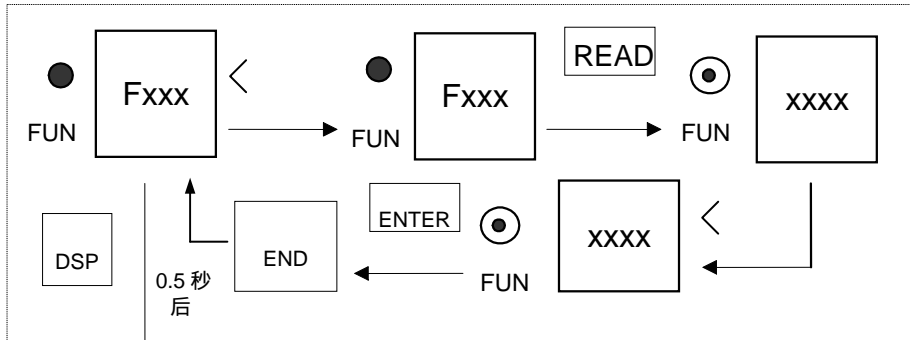 READ
Fxxx
Fxxx
xxxx
FUN
FUN
FUN
ENTER
xxxx
DSP
0.5 秒
后
END
FUN